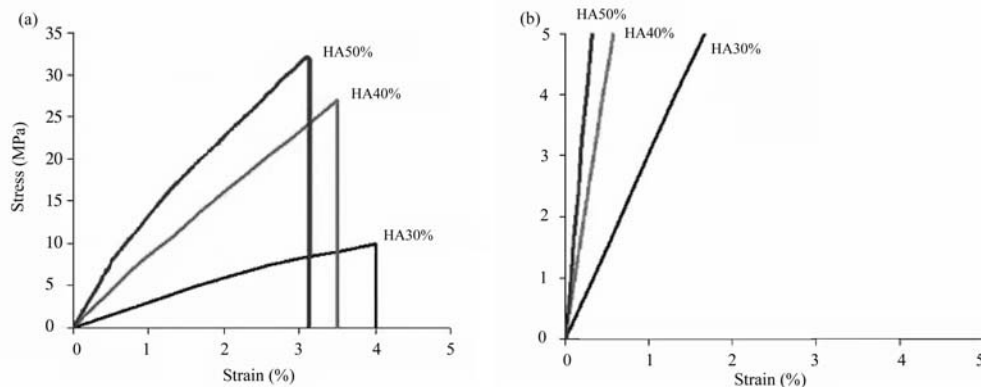 (a)
35
30
25
20
15
10
5
0
Stress (MPa)
HA50%
HA40%
HA30%
0 1 2 3 4 5
Strain (%)
(b)
5
4
3
2
1
0
HA50%
HA40%
HA30%
0 1 2 3 4 5
Strain (%)